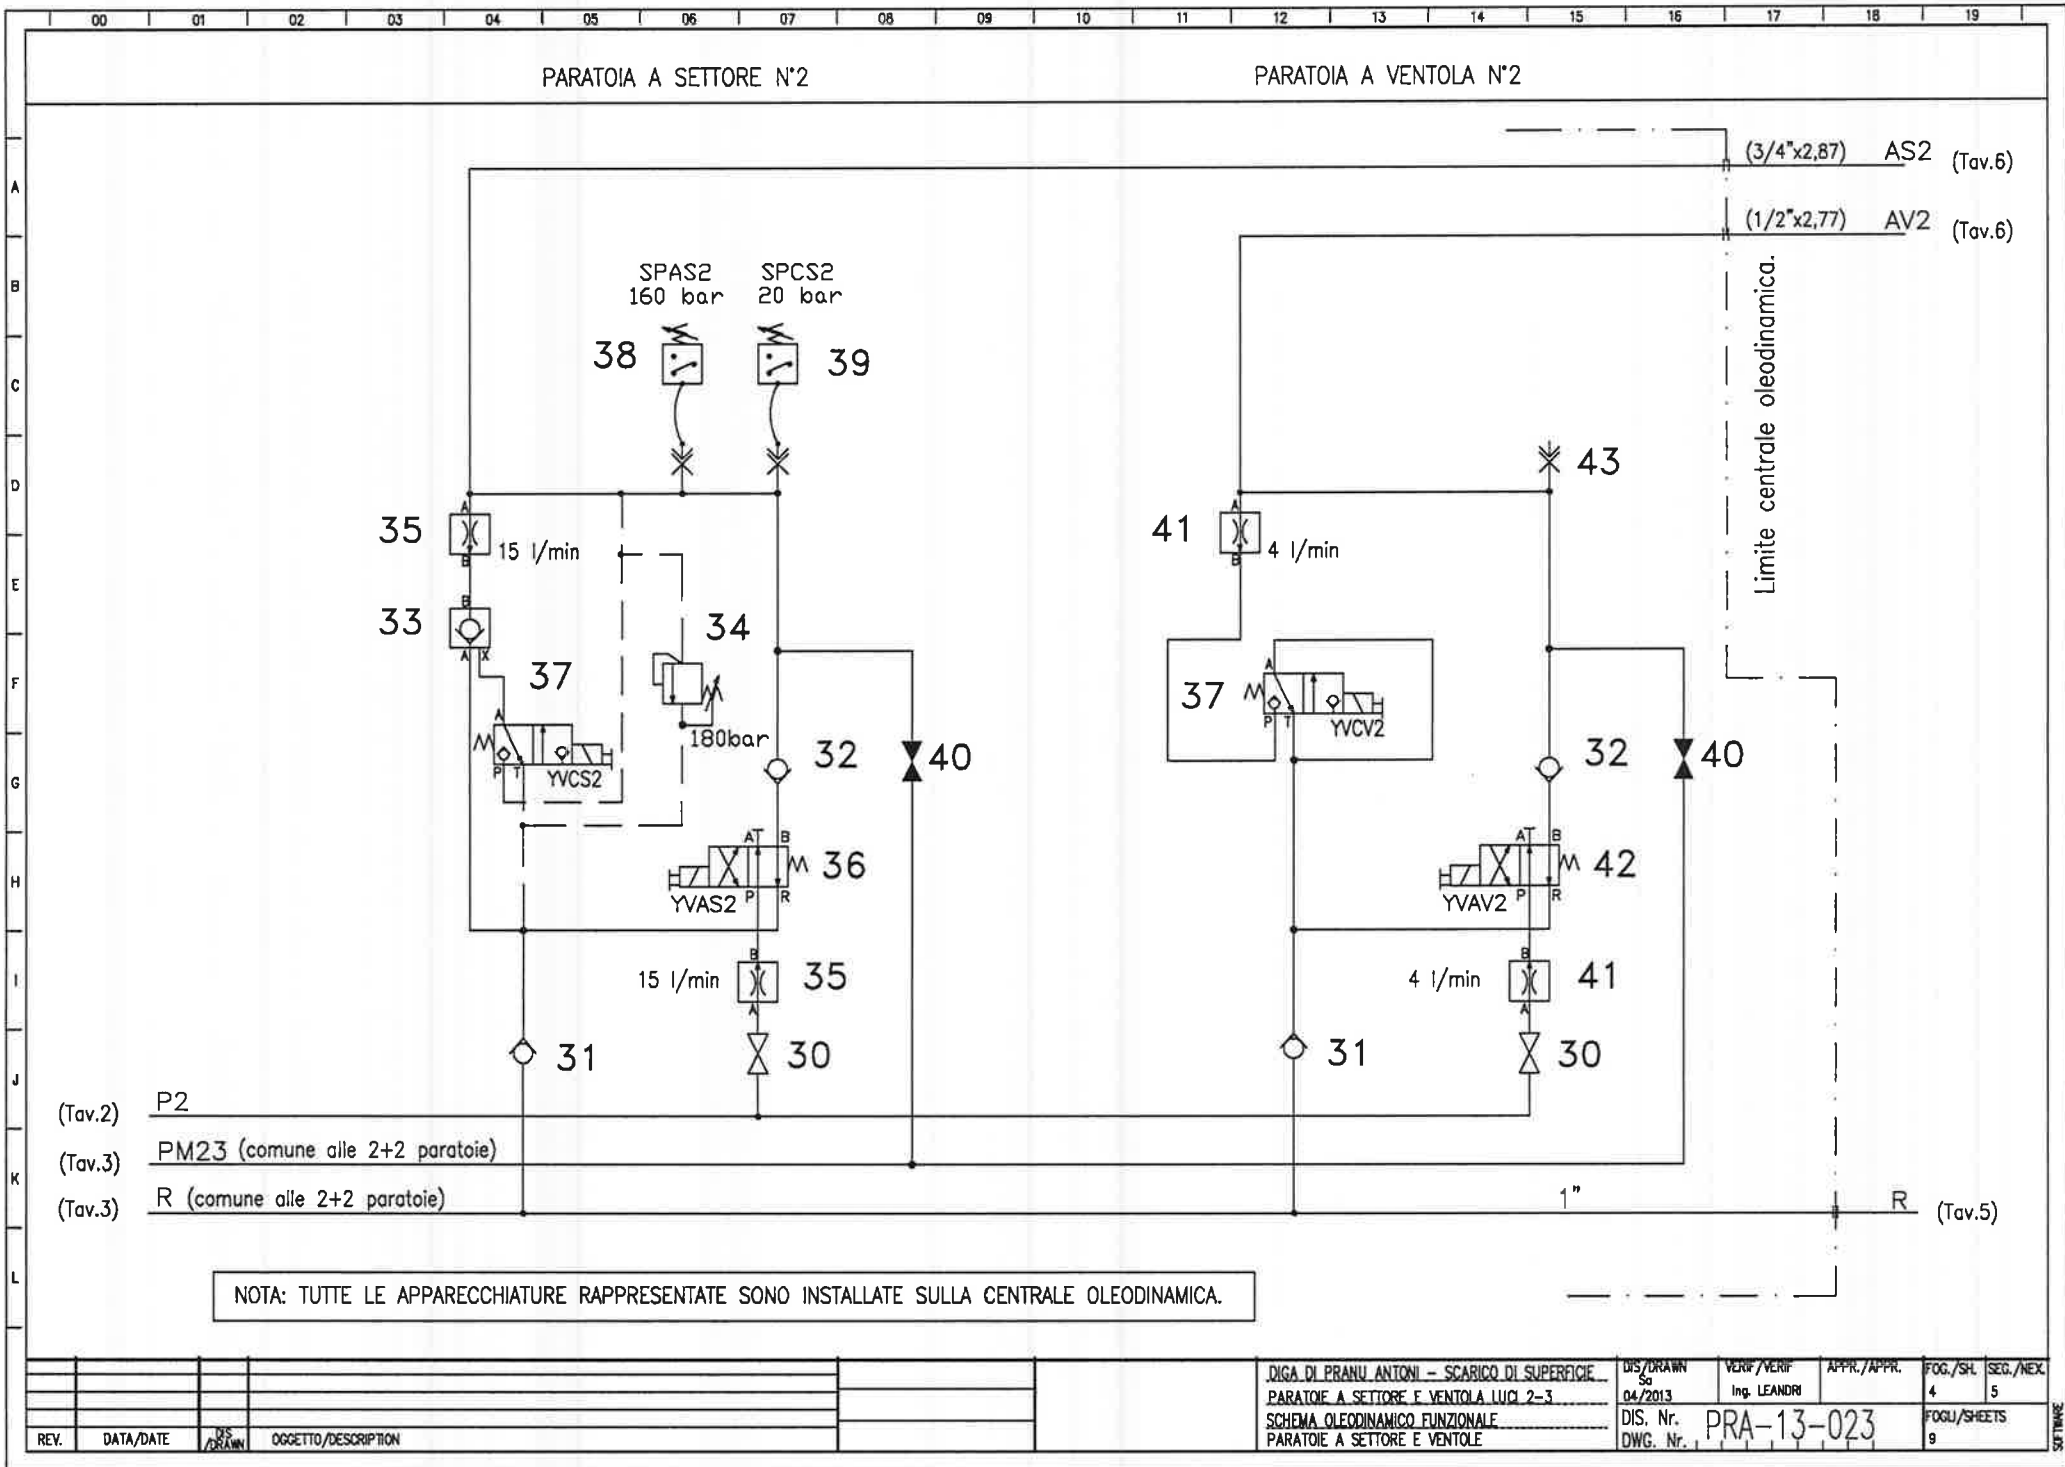 00 01 02 03 04 05 06 07 08 09 10 11 12 13 14 15 16 17 18 19
PARATOIA A SETTORE N°2
PARATOIA A VENTOLA N°2
A
B
C
D
E
F
G
H
I
J
K
L
(3/4"x2,87) AS2 (Tav.6)
(1/2"x2,77) AV2 (Tav.6)
Limite centrale oleodinamica.
SPAS2
160 bar
SPCS2
20 bar
38
39
A
35
15 l/min
B
B
33
A X
37
A
P T
YVCS2
34
180bar
32
40
A T B
36
YVAS2 P R
B
15 l/min
35
A
31
30
43
A
41
4 l/min
B
37
A
P T
YVCV2
32
40
A T B
42
YVAV2 P R
B
4 l/min
41
A
31
30
(Tav.2) P2
(Tav.3) PM23 (comune alle 2+2 paratoie)
(Tav.3) R (comune alle 2+2 paratoie)
1"
R (Tav.5)
NOTA: TUTTE LE APPARECCHIATURE RAPPRESENTATE SONO INSTALLATE SULLA CENTRALE OLEODINAMICA.
REV. DATA/DATE DIS/DRAWN OGGETTO/DESCRIPTION
DIGA DI PRANU ANTONI - SCARICO DI SUPERFICIE
PARATOIE A SETTORE E VENTOLA LUCI 2-3
SCHEMA OLEODINAMICO FUNZIONALE
PARATOIE A SETTORE E VENTOLE
DIS/DRAWN
Sa
04/2013
VERIF/VERIF
Ing. LEANDRI
APPR./APPR.
FOG./SH.
4
SEG./NEX.
5
DIS. Nr.
DWG. Nr.
PRA-13-023
FOGLI/SHEETS
9
SOFTWARE